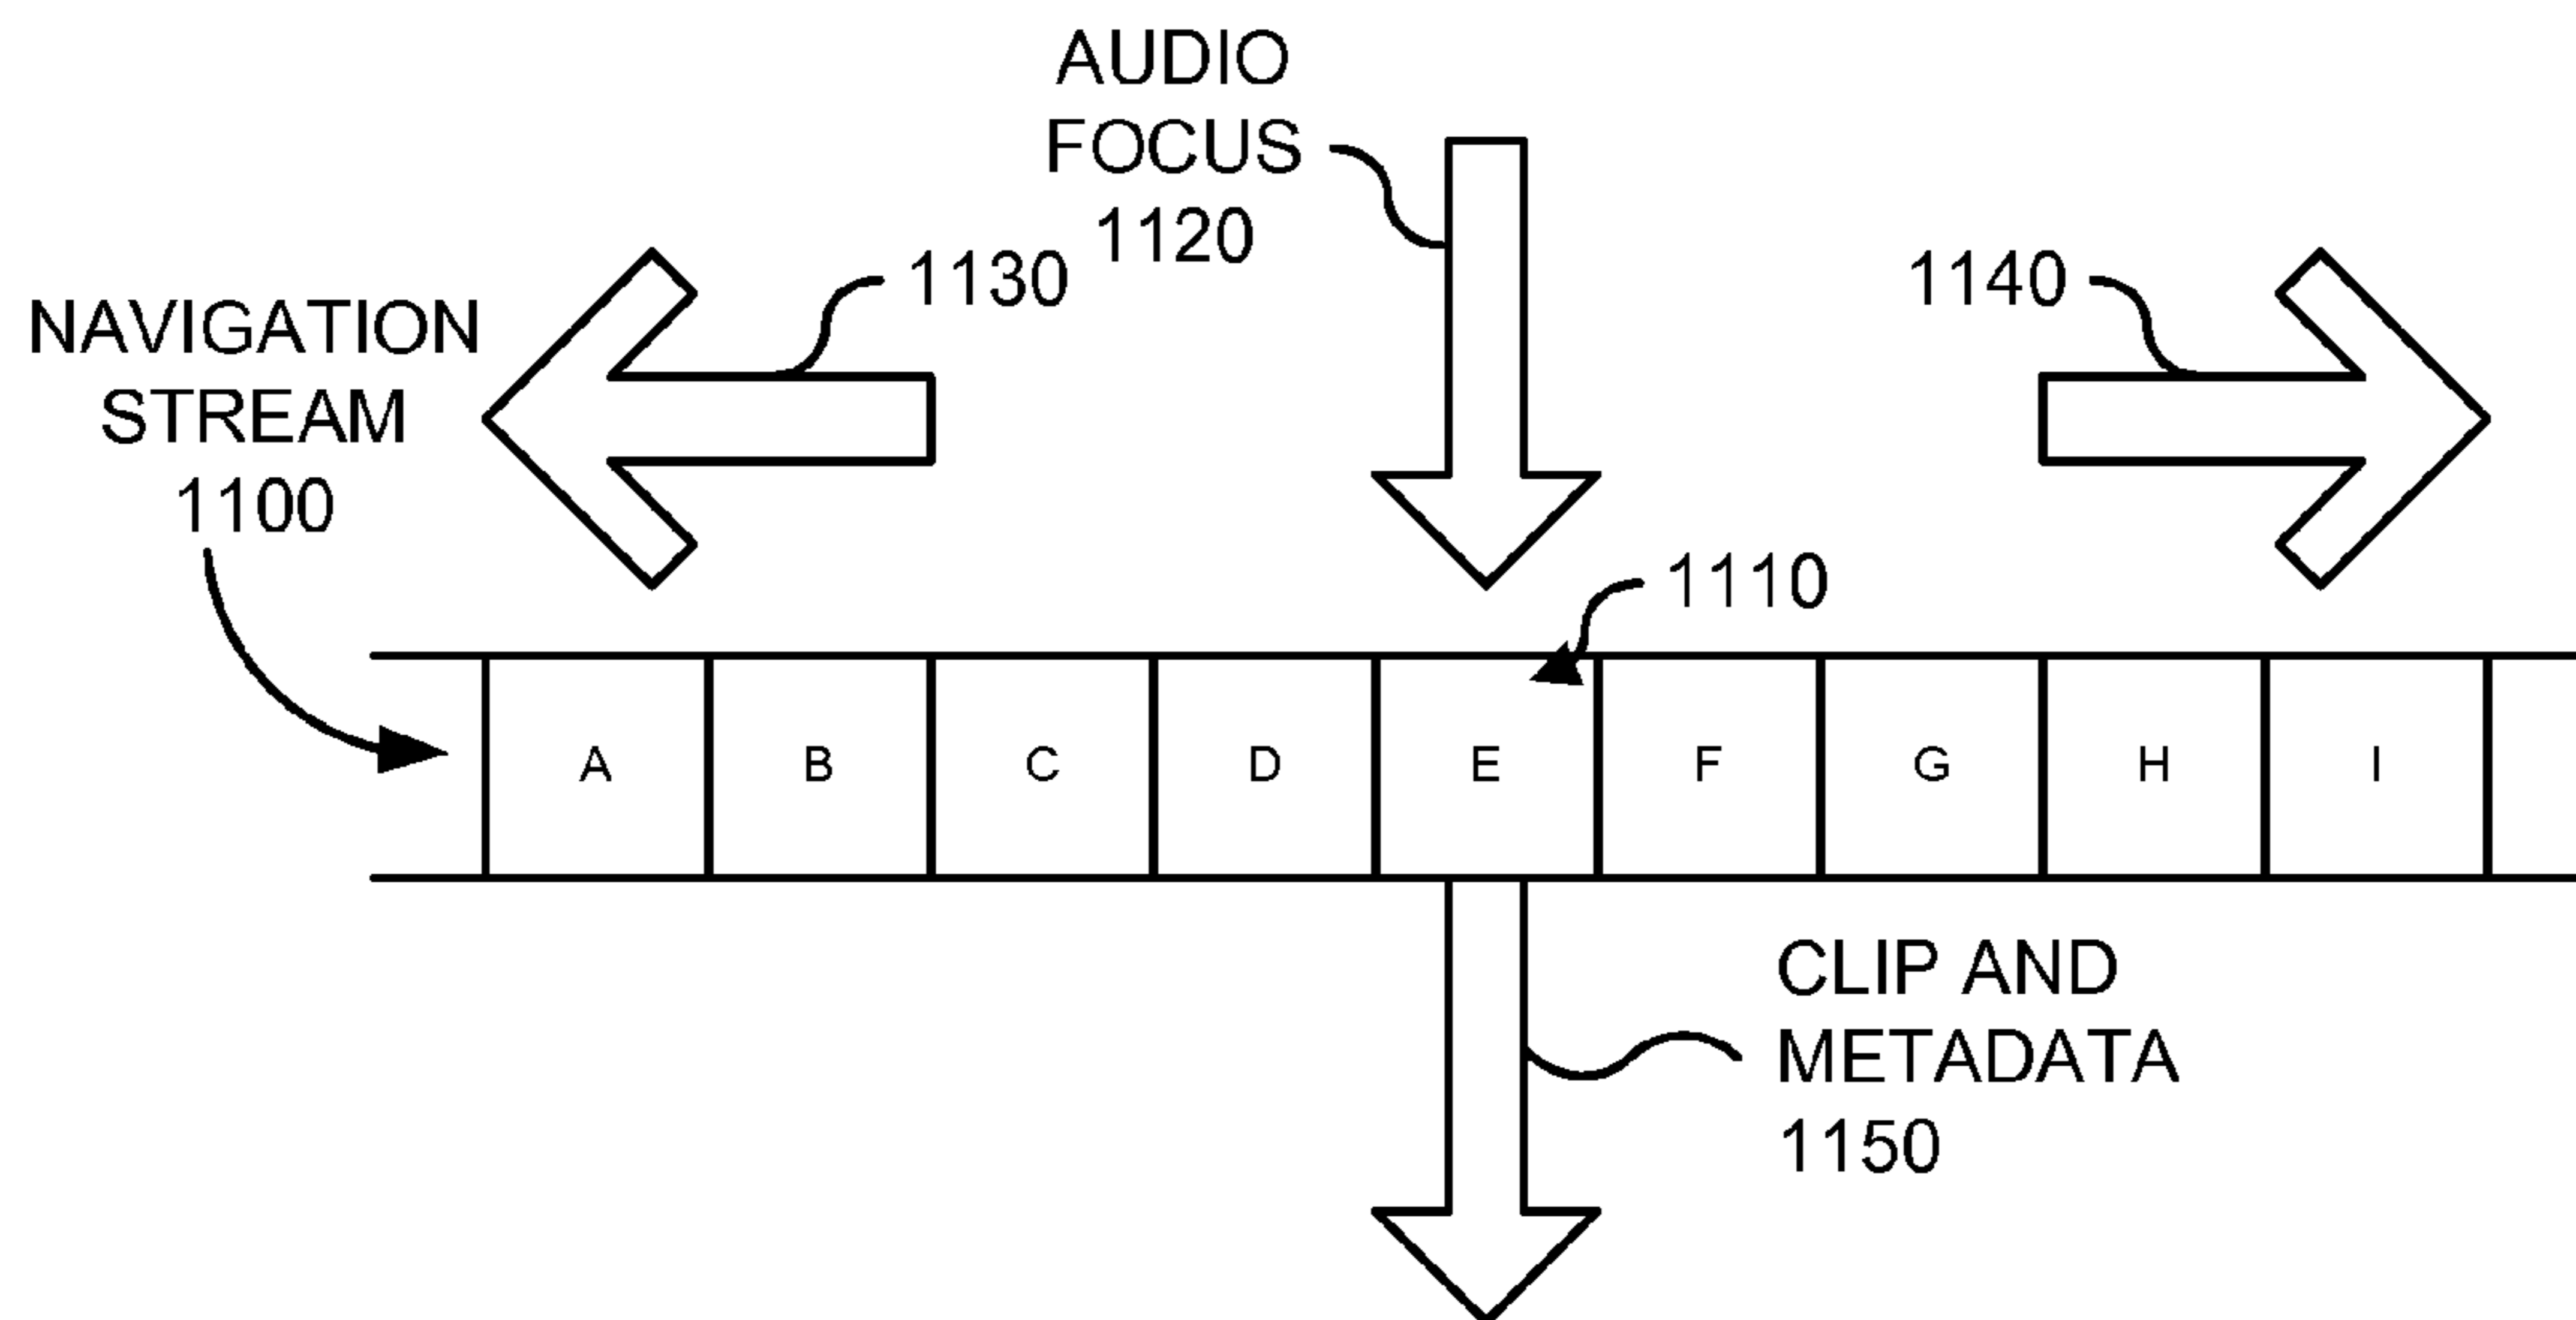 AUDIO
FOCUS
1120
1130
1140
NAVIGATION
STREAM
1100
1110
A B C D E F G H I
CLIP AND
METADATA
1150